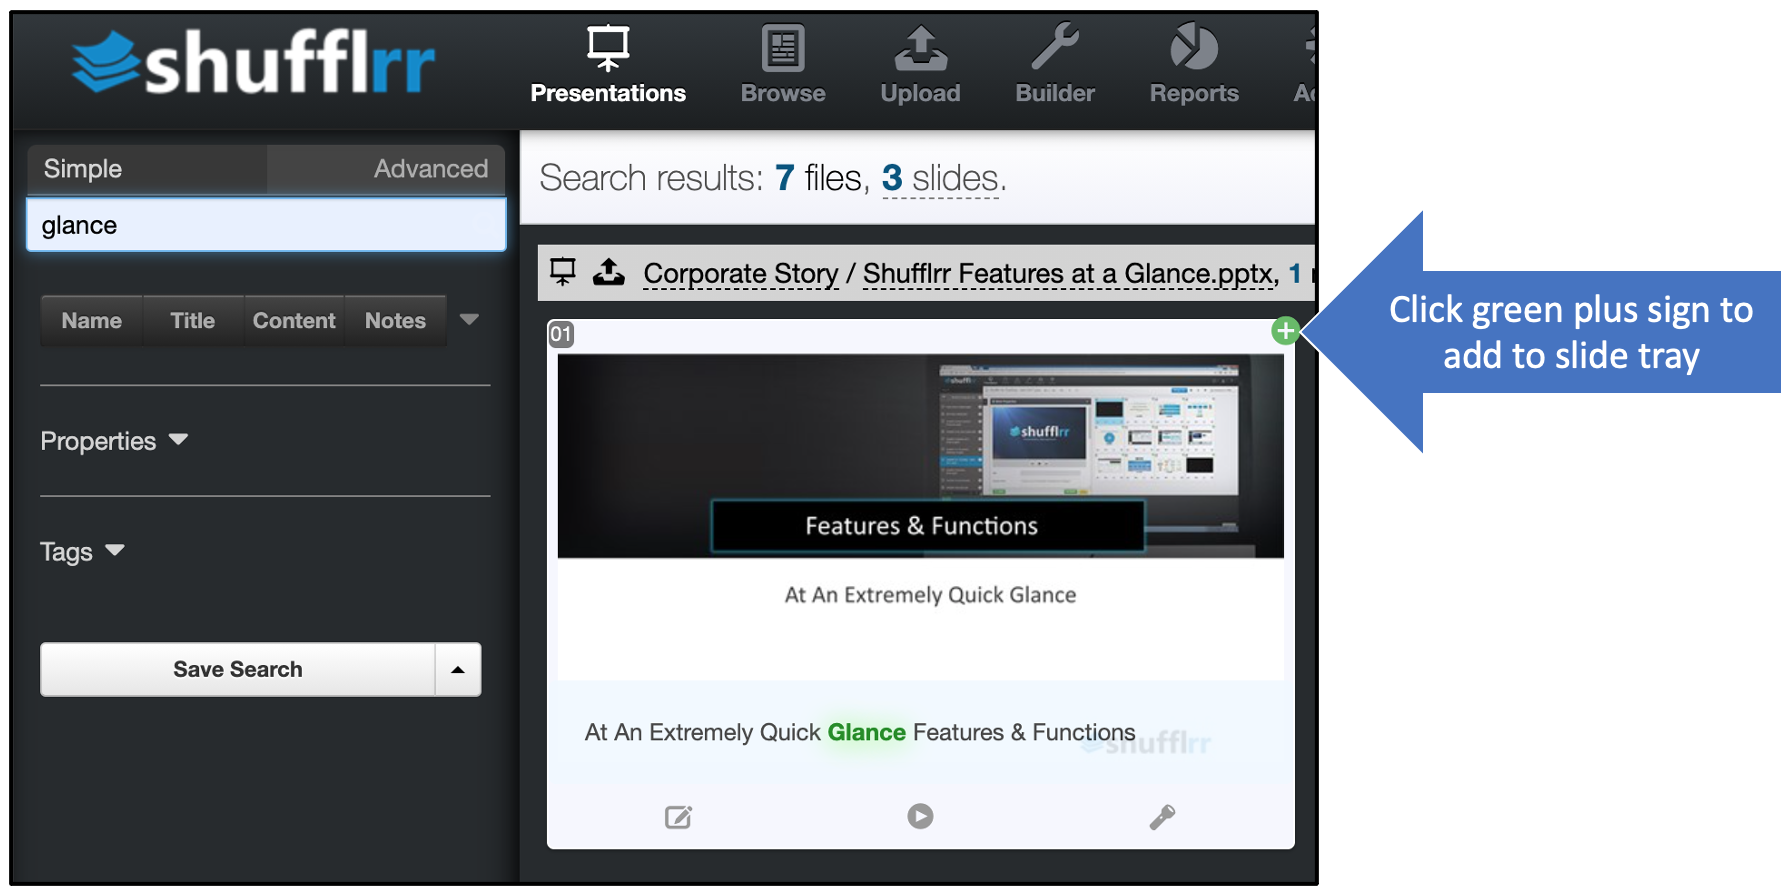 shufflrr
Presentations
Browse
Upload
Builder
Reports
Simple
Advanced
glance
Name
Title
Content
Notes
Properties
Tags
Save Search
Search results: 7 files, 3 slides.
Corporate Story / Shufflrr Features at a Glance.pptx, 1
01
shufflrr
shufflrr
Features & Functions
At An Extremely Quick Glance
At An Extremely Quick Glance Features & Functions
shufflrr
Click green plus sign to
add to slide tray